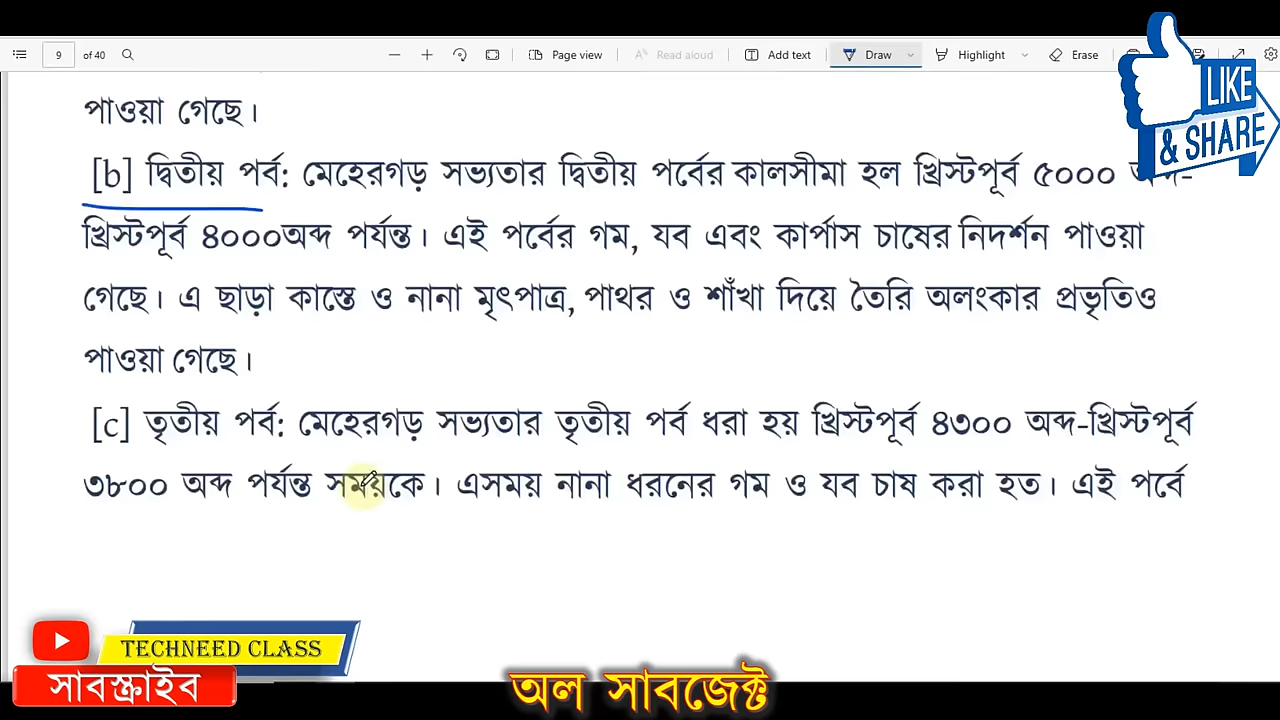 9 of 40 Page view Read aloud Add text Draw Highlight Erase
LIKE
& SHARE
পাওয়া গেছে।
[b] দ্বিতীয় পর্ব: মেহেরগড় সভ্যতার দ্বিতীয় পর্বের কালসীমা হল খ্রিস্টপূর্ব ৫০০০ অব্দ-
খ্রিস্টপূর্ব ৪০০০অব্দ পর্যন্ত। এই পর্বের গম, যব এবং কার্পাস চাষের নিদর্শন পাওয়া
গেছে। এ ছাড়া কাস্তে ও নানা মৃৎপাত্র, পাথর ও শাঁখা দিয়ে তৈরি অলংকার প্রভৃতিও
পাওয়া গেছে।
[c] তৃতীয় পর্ব: মেহেরগড় সভ্যতার তৃতীয় পর্ব ধরা হয় খ্রিস্টপূর্ব ৪৩০০ অব্দ-খ্রিস্টপূর্ব
৩৮০০ অব্দ পর্যন্ত সময়কে। এসময় নানা ধরনের গম ও যব চাষ করা হত। এই পর্বে
TECHNEED CLASS
সাবস্ক্রাইব
অল সাবজেক্ট